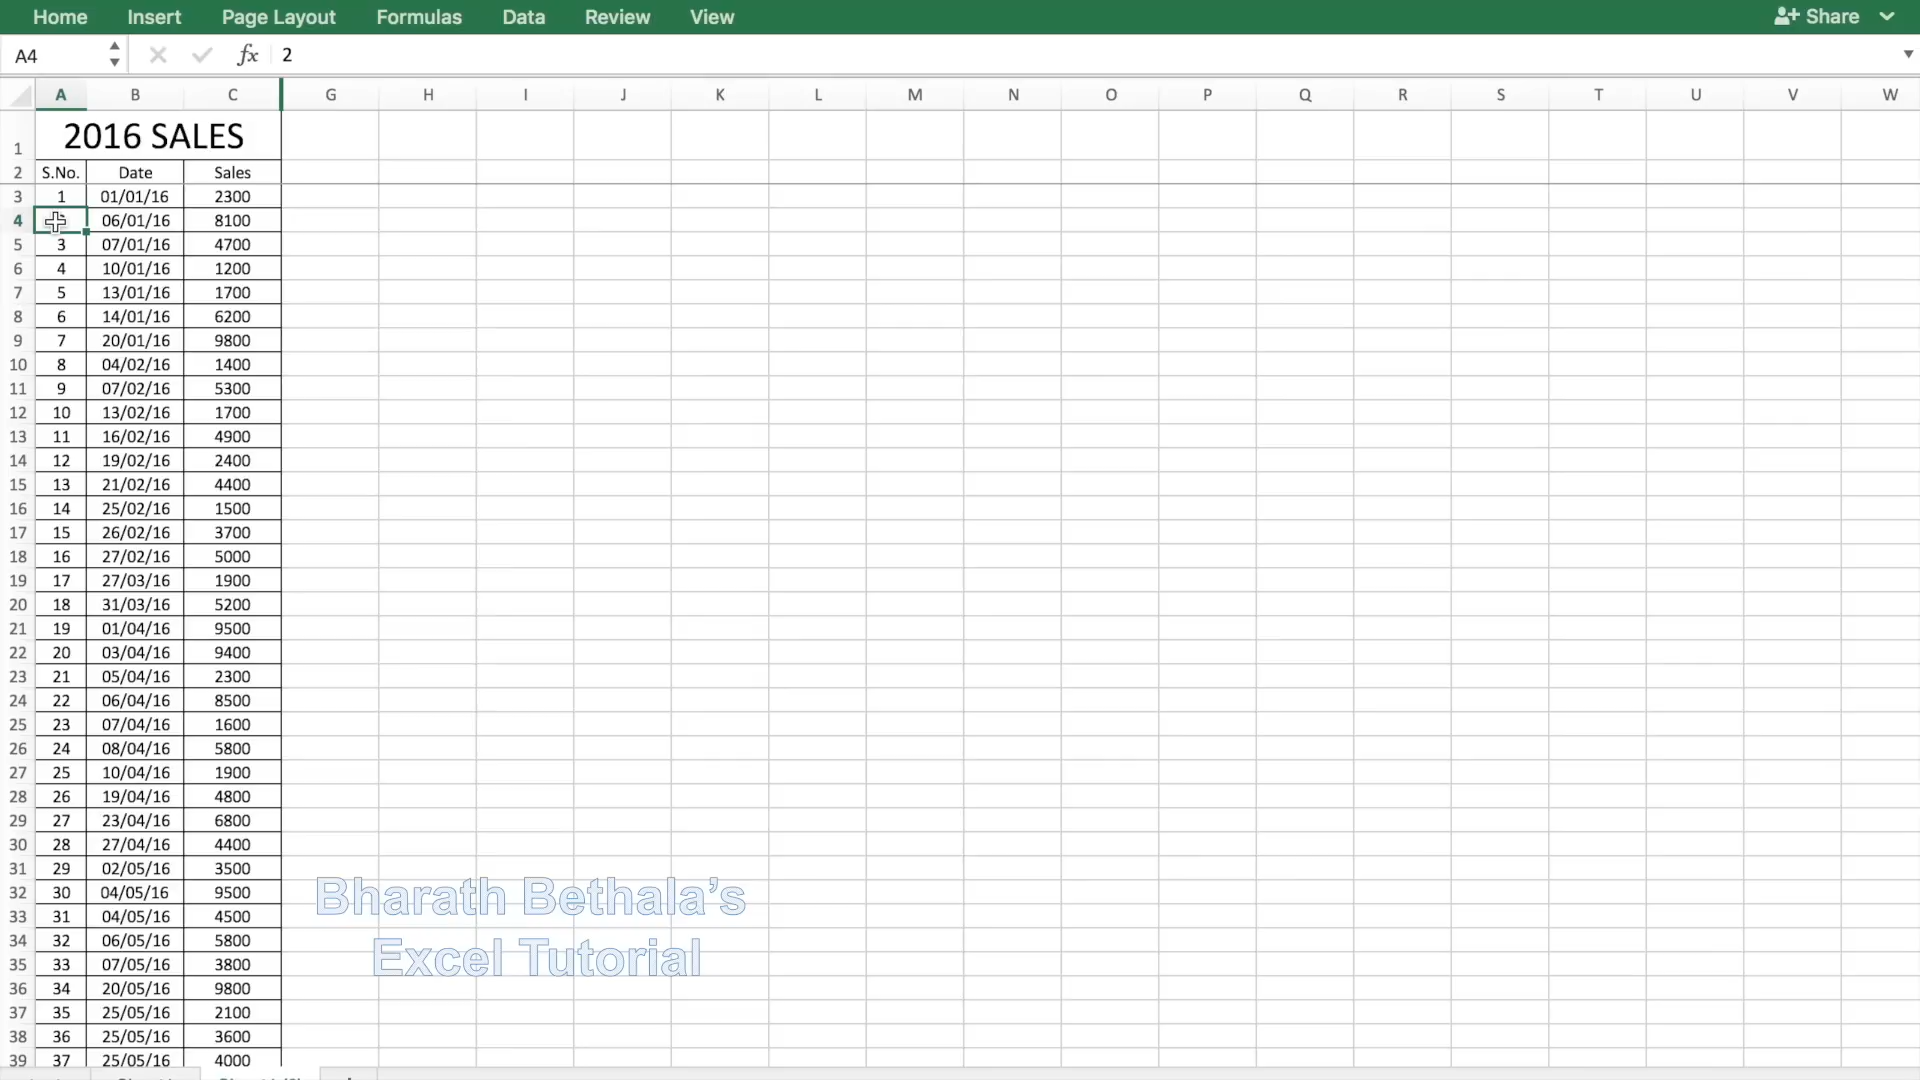 Home Insert Page Layout Formulas Data Review View Share
A4 fx 2
A B C G H I J K L M N O P Q R S T U V W
1 2016 SALES
2 S.No. Date Sales
3 1 01/01/16 2300
4 06/01/16 8100
5 3 07/01/16 4700
6 4 10/01/16 1200
7 5 13/01/16 1700
8 6 14/01/16 6200
9 7 20/01/16 9800
10 8 04/02/16 1400
11 9 07/02/16 5300
12 10 13/02/16 1700
13 11 16/02/16 4900
14 12 19/02/16 2400
15 13 21/02/16 4400
16 14 25/02/16 1500
17 15 26/02/16 3700
18 16 27/02/16 5000
19 17 27/03/16 1900
20 18 31/03/16 5200
21 19 01/04/16 9500
22 20 03/04/16 9400
23 21 05/04/16 2300
24 22 06/04/16 8500
25 23 07/04/16 1600
26 24 08/04/16 5800
27 25 10/04/16 1900
28 26 19/04/16 4800
29 27 23/04/16 6800
30 28 27/04/16 4400
31 29 02/05/16 3500
32 30 04/05/16 9500
33 31 04/05/16 4500
34 32 06/05/16 5800
35 33 07/05/16 3800
36 34 20/05/16 9800
37 35 25/05/16 2100
38 36 25/05/16 3600
39 37 25/05/16 4000
Bharath Bethala’s
Excel Tutorial